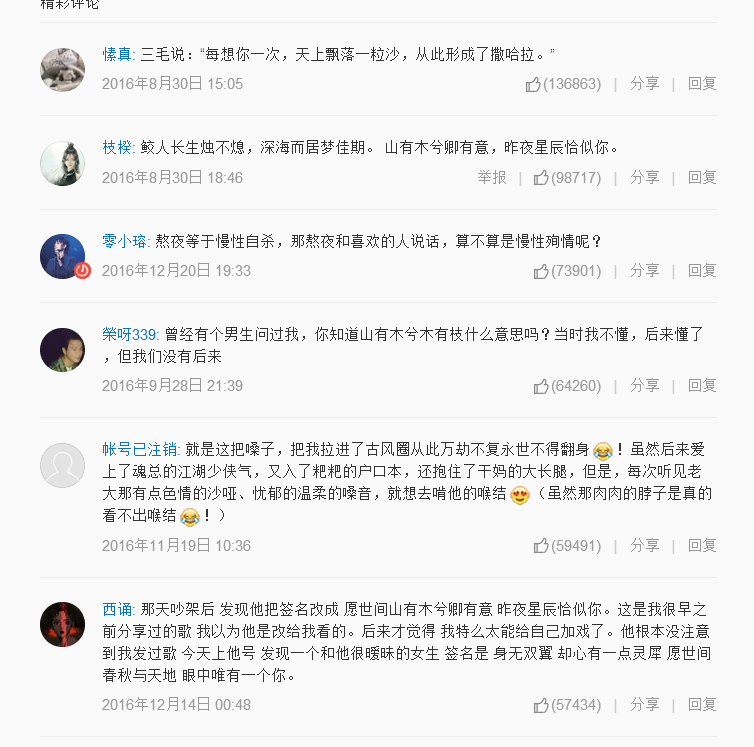 精彩评论
愫真: 三毛说：“每想你一次，天上飘落一粒沙，从此形成了撒哈拉。”
2016年8月30日 15:05 (136863) | 分享 | 回复
枝楑: 鲛人长生烛不熄，深海而居梦佳期。 山有木兮卿有意，昨夜星辰恰似你。
2016年8月30日 18:46 举报 | (98717) | 分享 | 回复
零小瑢: 熬夜等于慢性自杀，那熬夜和喜欢的人说话，算不算是慢性殉情呢？
2016年12月20日 19:33 (73901) | 分享 | 回复
榮呀339: 曾经有个男生问过我，你知道山有木兮木有枝什么意思吗？当时我不懂，后来懂了
，但我们没有后来
2016年9月28日 21:39 (64260) | 分享 | 回复
帐号已注销: 就是这把嗓子，把我拉进了古风圈从此万劫不复永世不得翻身😂！虽然后来爱
上了魂总的江湖少侠气，又入了粑粑的户口本，还抱住了干妈的大长腿，但是，每次听见老
大那有点色情的沙哑、忧郁的温柔的嗓音，就想去啃他的喉结😍（虽然那肉肉的脖子是真的
看不出喉结😂！）
2016年11月19日 10:36 (59491) | 分享 | 回复
西诵: 那天吵架后 发现他把签名改成 愿世间山有木兮卿有意 昨夜星辰恰似你。这是我很早之
前分享过的歌 我以为他是改给我看的。后来才觉得 我特么太能给自己加戏了。他根本没注意
到我发过歌 今天上他号 发现一个和他很暧昧的女生 签名是 身无双翼 却心有一点灵犀 愿世间
春秋与天地 眼中唯有一个你。
2016年12月14日 00:48 (57434) | 分享 | 回复